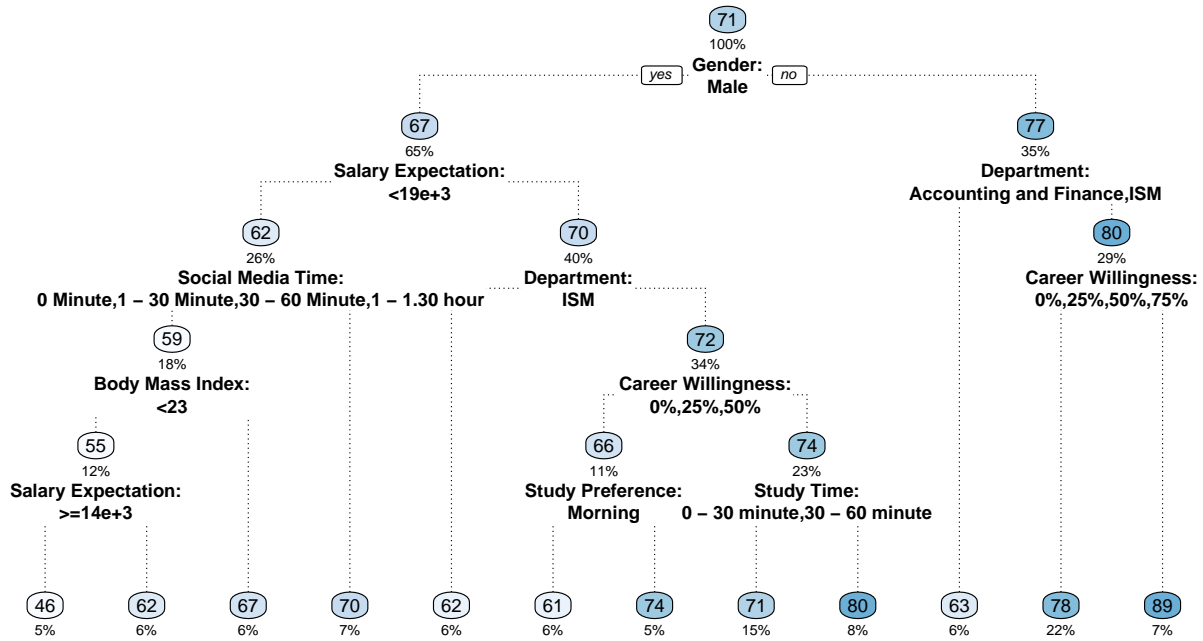 71
100%
yes
Gender:
no
Male
67
77
65%
35%
Salary Expectation:
Department:
<19e+3
Accounting and Finance,ISM
62
70
80
26%
40%
29%
Social Media Time:
Department:
Career Willingness:
0 Minute,1 – 30 Minute,30 – 60 Minute,1 – 1.30 hour
ISM
0%,25%,50%,75%
59
72
18%
34%
Body Mass Index:
Career Willingness:
<23
0%,25%,50%
55
66
74
12%
11%
23%
Salary Expectation:
Study Preference:
Study Time:
>=14e+3
Morning
0 – 30 minute,30 – 60 minute
46
62
67
70
62
61
74
71
80
63
78
89
5%
6%
6%
7%
6%
6%
5%
15%
8%
6%
22%
7%